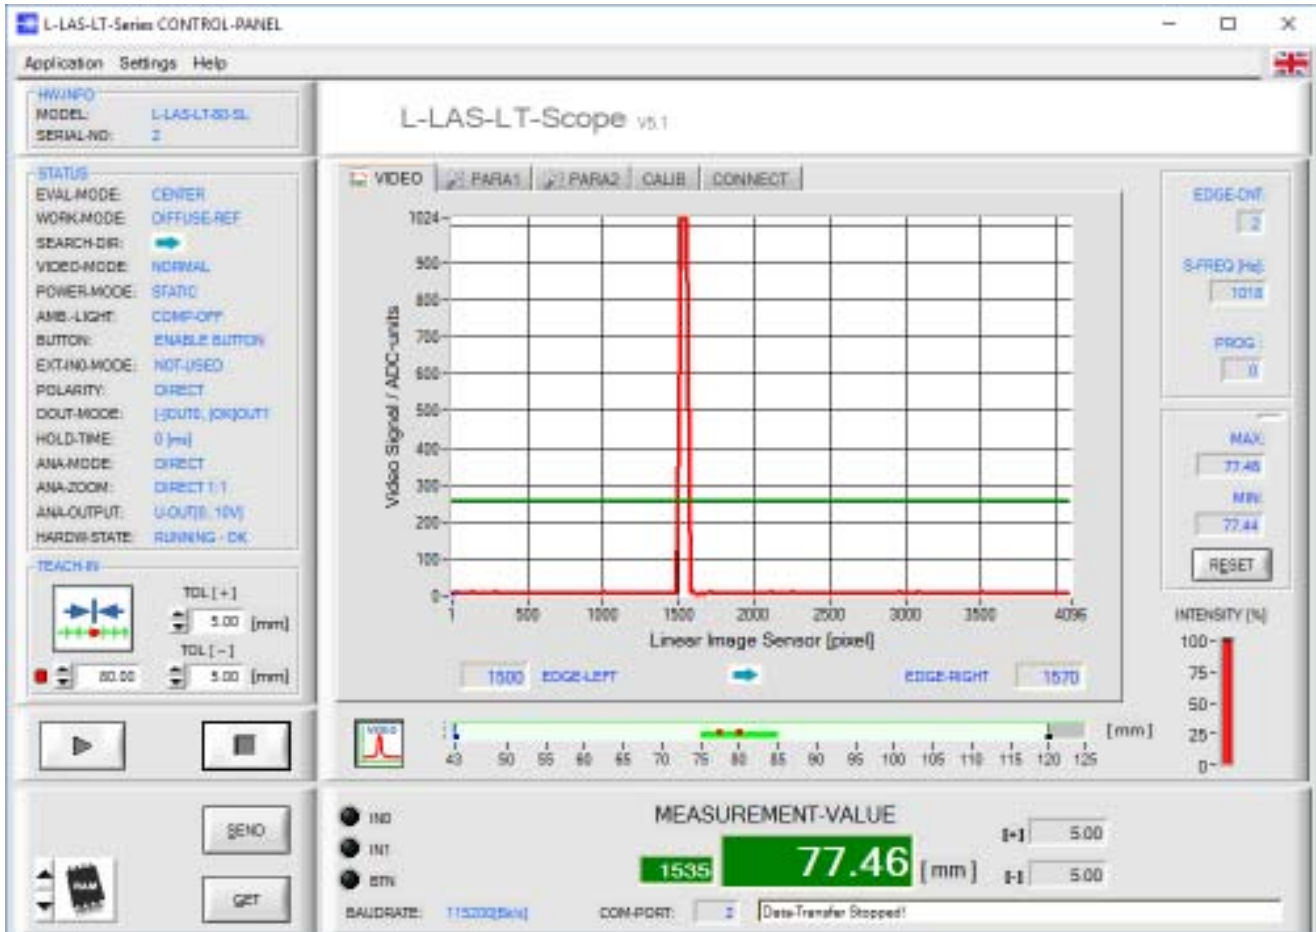 L-LAS-LT-Series CONTROL-PANEL
Application Settings Help
HW-INFO
MODEL: L-LAS-LT-80-SL
SERIAL-NO: 2
L-LAS-LT-Scope V5.1
STATUS
EVAL-MODE: CENTER
WORK-MODE: DIFFUSE-REF
SEARCH-DIR:
VIDEO-MODE: NORMAL
POWER-MODE: STATIC
AMB.-LIGHT: COMP-OFF
BUTTON: ENABLE BUTTON
EXT-IN0-MODE: NOT-USED
POLARITY: DIRECT
DOUT-MODE: [-]OUT0, [OK]OUT1
HOLD-TIME: 0 [ms]
ANA-MODE: DIRECT
ANA-ZOOM: DIRECT 1:1
ANA-OUTPUT: U-OUT[0..10V]
HARDW-STATE: RUNNING - OK
TEACH-IN
TOL [+]
5.00 [mm]
TOL [-]
80.00 5.00 [mm]
VIDEO PARA1 PARA2 CALIB CONNECT
Video Signal / ADC-units
1024
900
800
700
600
500
400
300
200
100
0
1 500 1000 1500 2000 2500 3000 3500 4096
Linear Image Sensor [pixel]
1500 EDGE-LEFT EDGE-RIGHT 1570
EDGE-CNT:
2
S-FREQ [Hz]:
1018
PROG :
0
MAX:
77.46
MIN:
77.44
RESET
INTENSITY [%]
100
75
50
25
0
VIDEO
[mm]
43 50 55 60 65 70 75 80 85 90 95 100 105 110 115 120 125
SEND
GET
RAM
IN0
IN1
BTN
MEASUREMENT-VALUE
1535 77.46 [mm]
[+] 5.00
[-] 5.00
BAUDRATE: 115200[Bit/s] COM-PORT: 2 Data-Transfer Stopped!